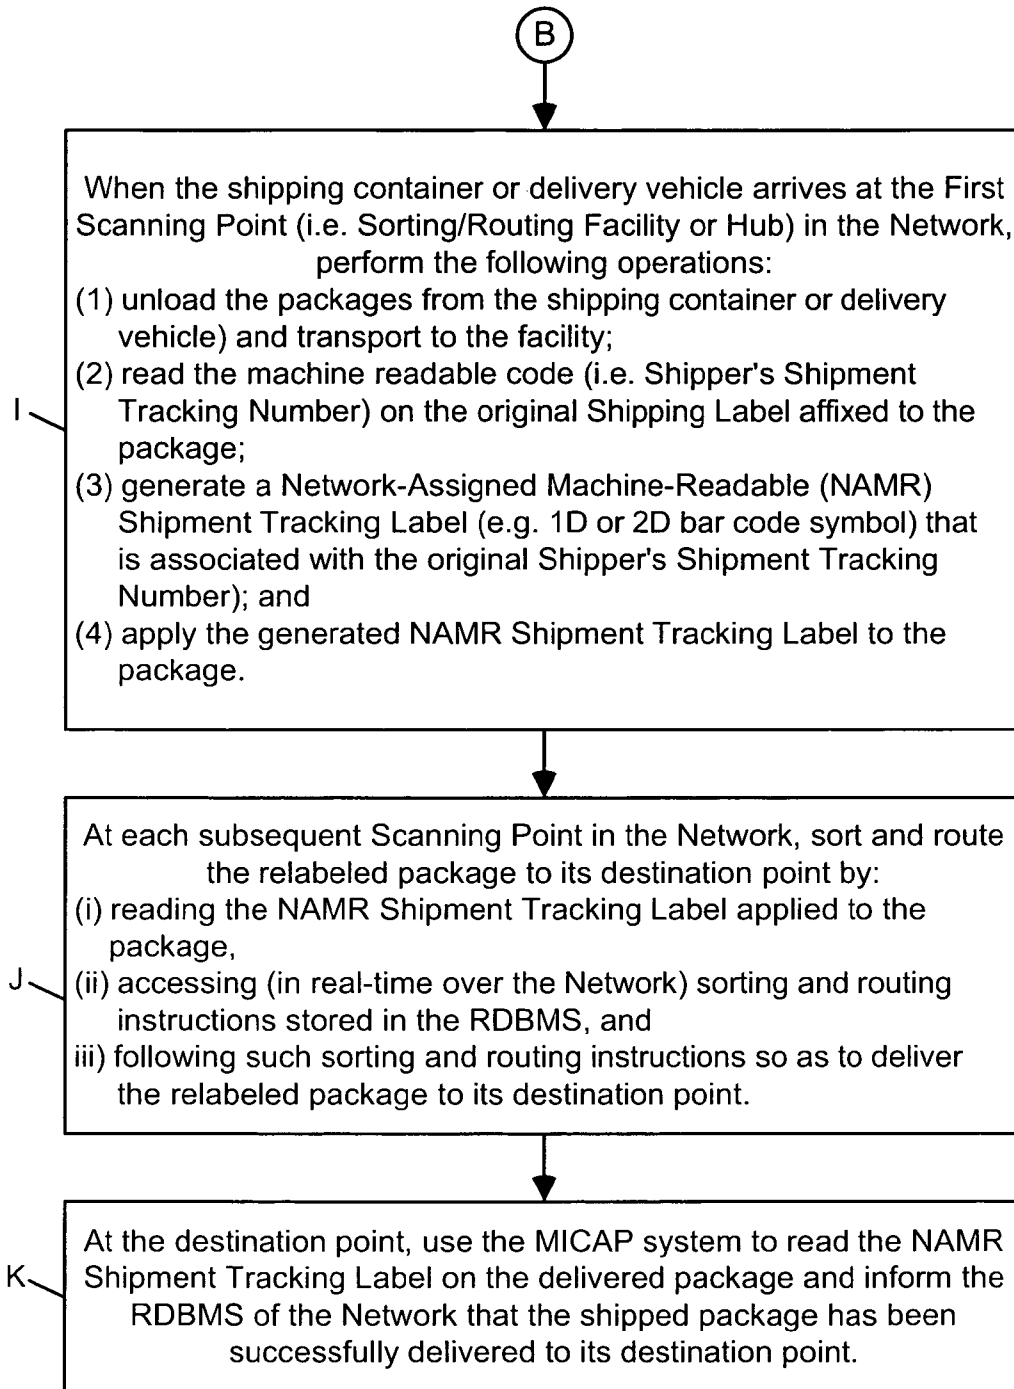 B
When the shipping container or delivery vehicle arrives at the First
Scanning Point (i.e. Sorting/Routing Facility or Hub) in the Network,
perform the following operations:
(1) unload the packages from the shipping container or delivery
vehicle) and transport to the facility;
(2) read the machine readable code (i.e. Shipper's Shipment
Tracking Number) on the original Shipping Label affixed to the
package;
(3) generate a Network-Assigned Machine-Readable (NAMR)
Shipment Tracking Label (e.g. 1D or 2D bar code symbol) that
is associated with the original Shipper's Shipment Tracking
Number); and
(4) apply the generated NAMR Shipment Tracking Label to the
package.
I
At each subsequent Scanning Point in the Network, sort and route
the relabeled package to its destination point by:
(i) reading the NAMR Shipment Tracking Label applied to the
package,
(ii) accessing (in real-time over the Network) sorting and routing
instructions stored in the RDBMS, and
iii) following such sorting and routing instructions so as to deliver
the relabeled package to its destination point.
J
At the destination point, use the MICAP system to read the NAMR
Shipment Tracking Label on the delivered package and inform the
RDBMS of the Network that the shipped package has been
successfully delivered to its destination point.
K